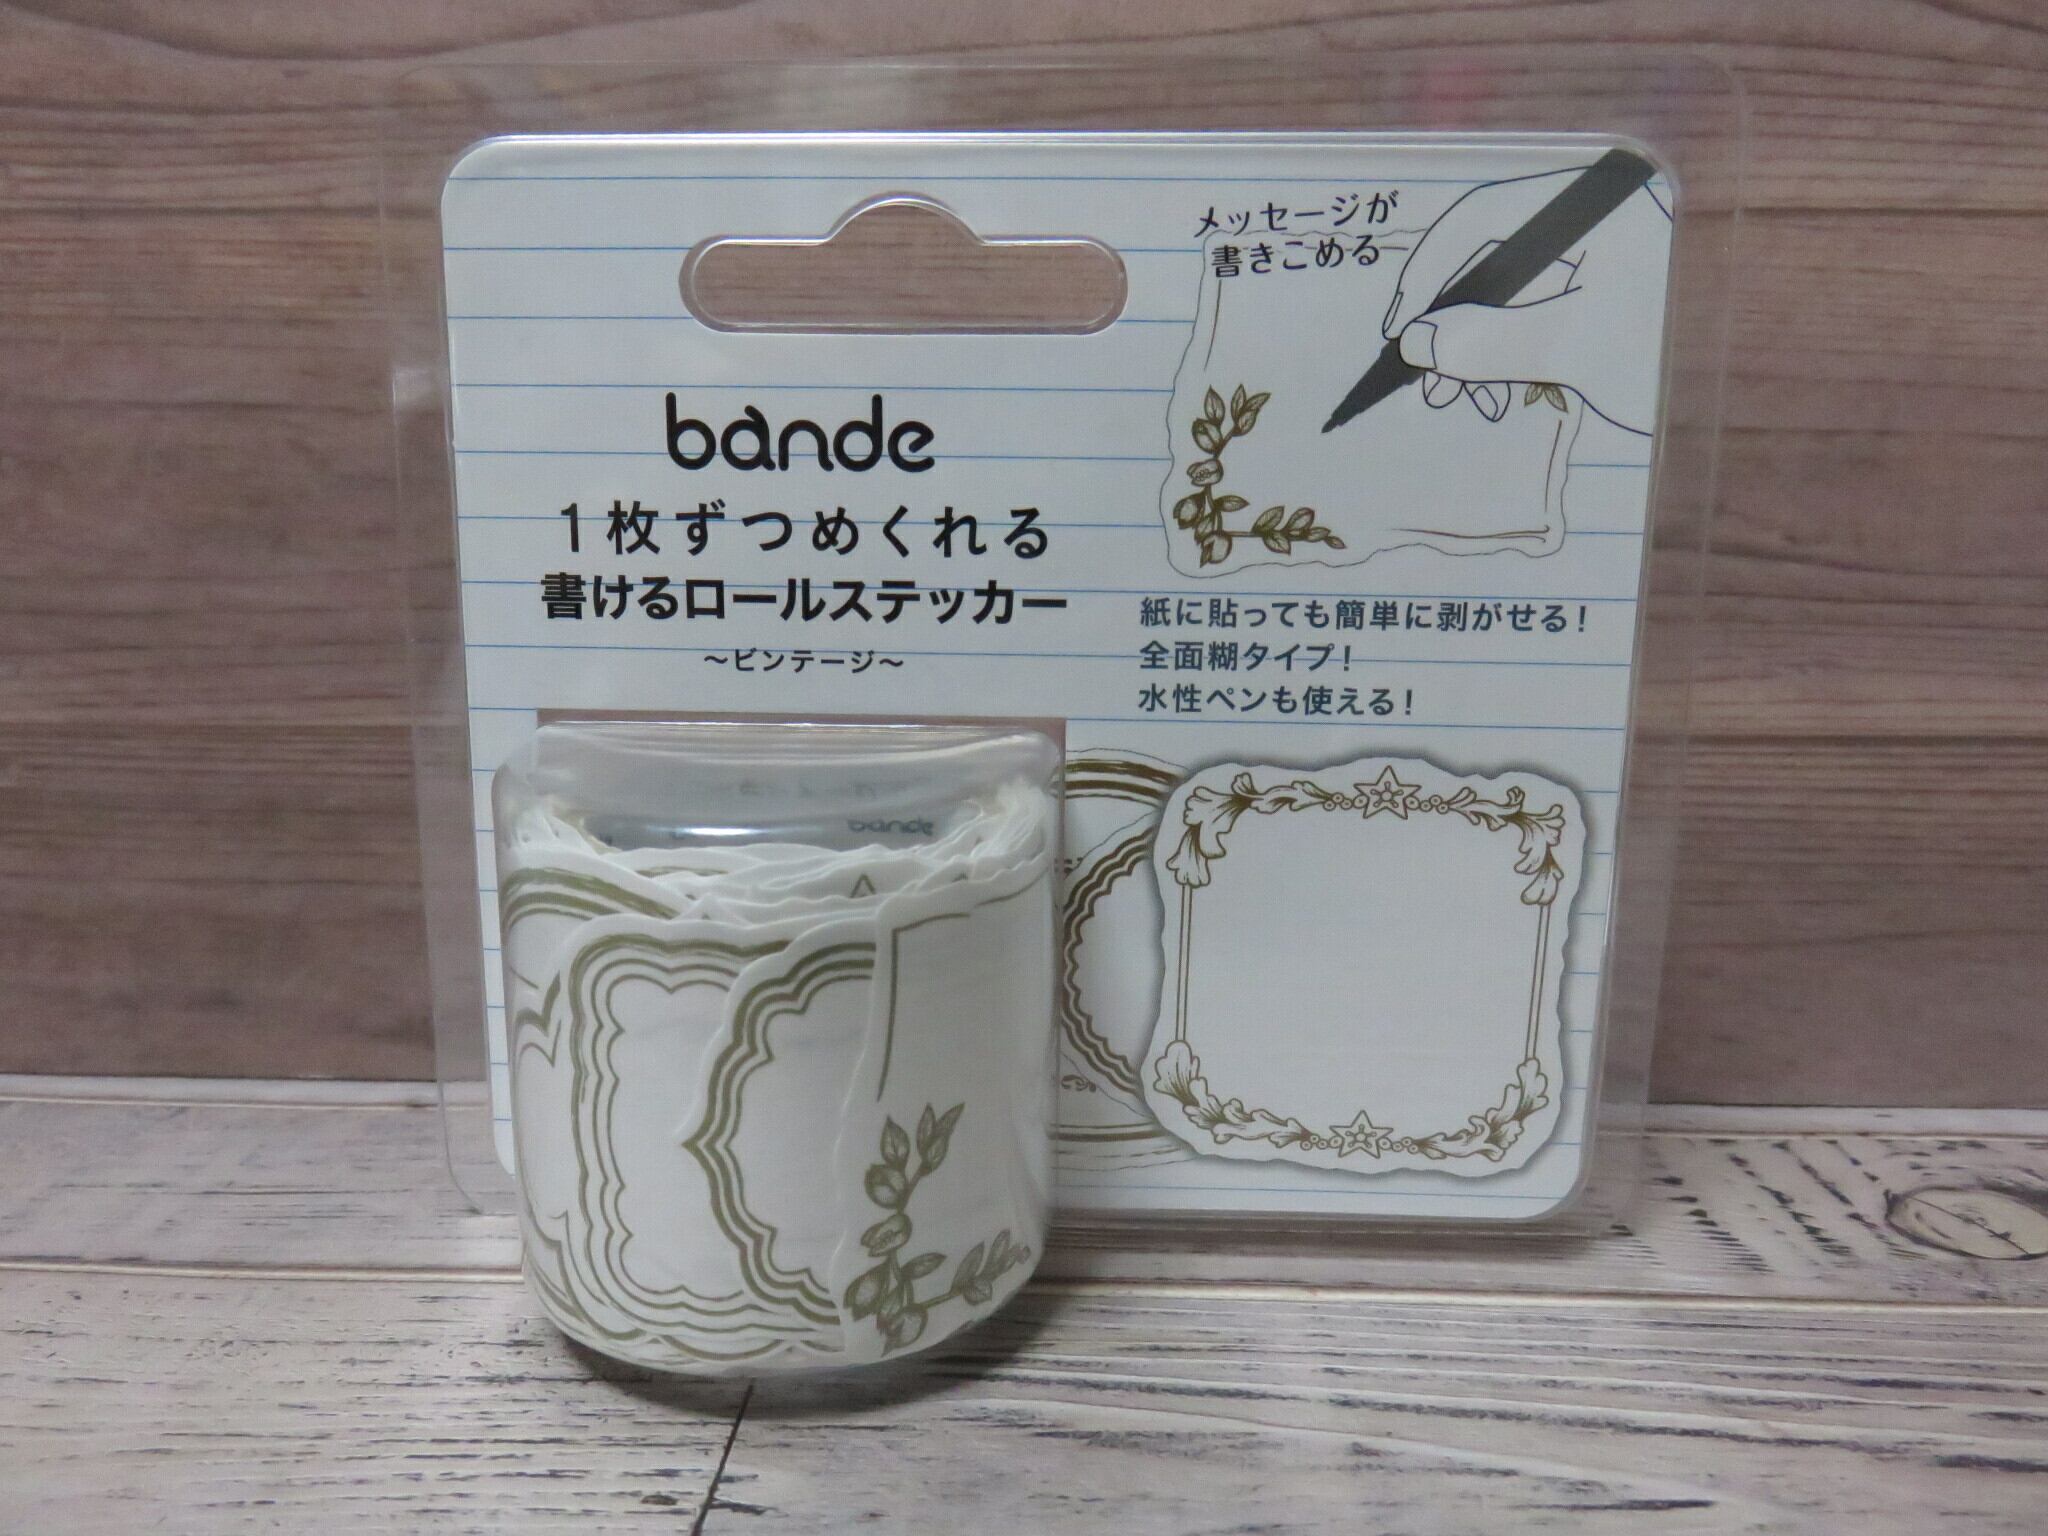 メッセージが
書きこめる
bande
1枚ずつめくれる
書けるロールステッカー
〜ビンテージ〜
紙に貼っても簡単に剥がせる!
全面糊タイプ!
水性ペンも使える!
bande